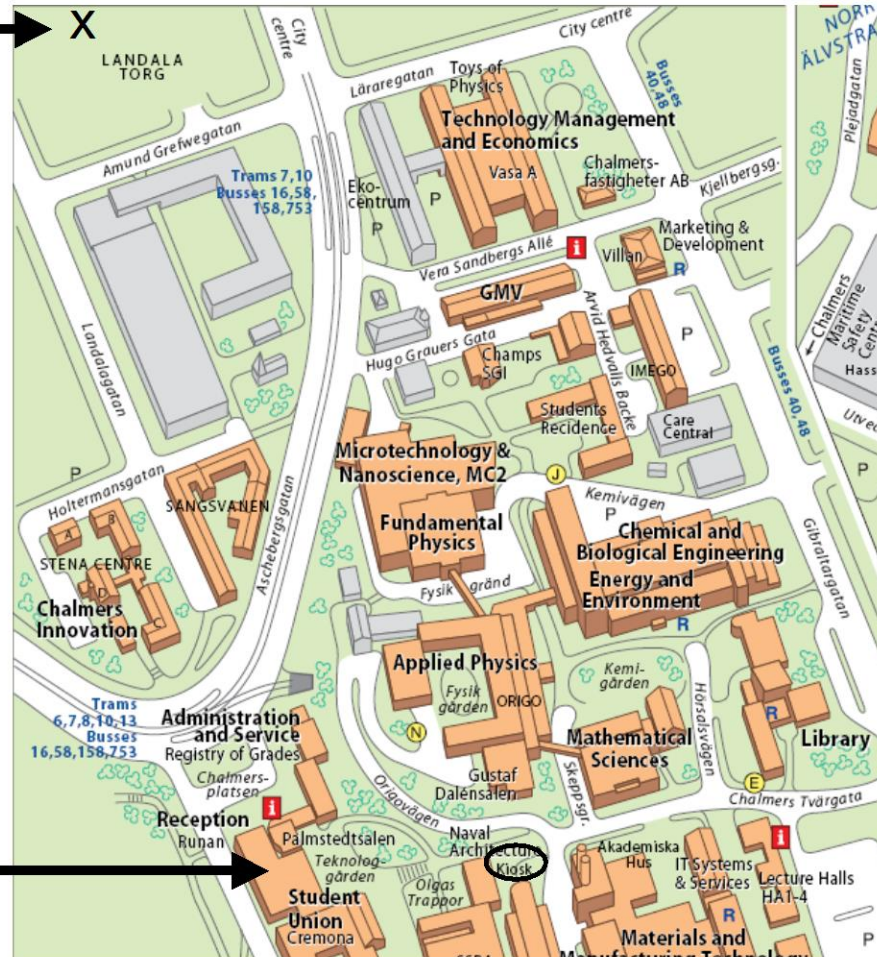 X
LANDALA
TORG
City
centre
City centre
NORR
ÄLVSTRA
Läraregatan
Toys of
Physics
Busses
40,48
Plejadgatan
Technology Management
and Economics
Amund Grefwegatan
Trams 7,10
Busses 16,58,
158,753
Eko-
centrum
P
P
Vasa A
Chalmers-
fastigheter AB
Kjellbergsg.
Vera Sandbergs Allé
i
Marketing &
Development
Villan
R
GMV
Chalmers
Maritime
Safety
Cent
Hass
Landalagatan
Hugo Grauers Gata
Arvid Hedvalls Backe
P
Champs
SGI
IMEGO
Busses 40,48
Students
Recidence
Care
Central
Utved
P
Microtechnology &
Nanoscience, MC2
J
P
Holtermansgatan
SÄNGSVANEN
Aschebergsgatan
Kemivägen
P
Fundamental
Physics
Chemical and
Biological Engineering
Gibraltargatan
A
B
STENA CENTRE
D
C
Fysik gränd
Energy and
Environment
Chalmers
Innovation
R
Applied Physics
Fysik
gården
ORIGO
Kemi-
gården
Hörsalsvägen
Trams
6,7,8,10,13
Busses
16,58,158,753
Administration
and Service
Registry of Grades
N
R
Mathematical
Sciences
Library
Chalmers-
platsen
Origovägen
Gustaf
Dalénsalen
Skeppsgr.
E
Chalmers Tvärgata
i
Reception
Runan
Palmstedtsalen
Naval
Architecture
Kiosk
Akademiska
Hus
i
Teknolog-
gården
Olgas
Trappor
IT Systems
& Services
Lecture Halls
HA1-4
Student
Union
Cremona
R
P
Materials and
Manufacturing Technology